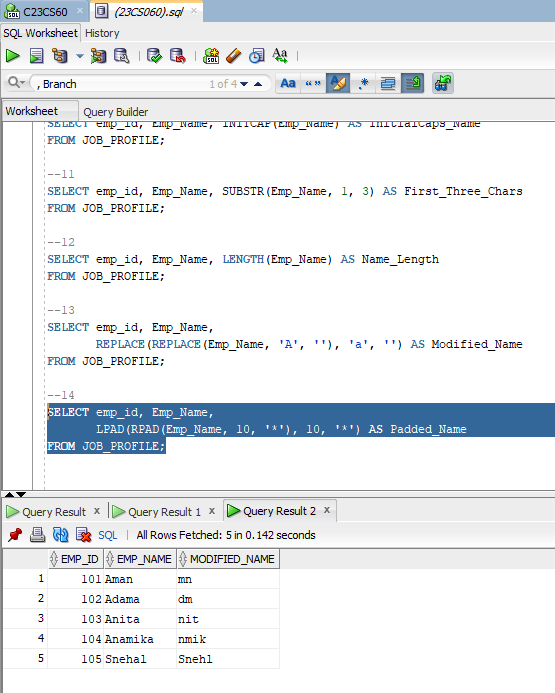 SQL C23CS60 x (23CS060).sql x
SQL Worksheet History
SQL Aa
, Branch 1 of 4 Aa “ ” .*
Worksheet Query Builder
SELECT emp_id, Emp_Name, INITCAP(Emp_Name) AS InitialCaps_Name
FROM JOB_PROFILE;
--11
SELECT emp_id, Emp_Name, SUBSTR(Emp_Name, 1, 3) AS First_Three_Chars
FROM JOB_PROFILE;
--12
SELECT emp_id, Emp_Name, LENGTH(Emp_Name) AS Name_Length
FROM JOB_PROFILE;
--13
SELECT emp_id, Emp_Name,
REPLACE(REPLACE(Emp_Name, 'A', ''), 'a', '') AS Modified_Name
FROM JOB_PROFILE;
--14
SELECT emp_id, Emp_Name,
LPAD(RPAD(Emp_Name, 10, '*'), 10, '*') AS Padded_Name
FROM JOB_PROFILE;
Query Result x Query Result 1 x Query Result 2 x
SQL | All Rows Fetched: 5 in 0.142 seconds
EMP_ID EMP_NAME MODIFIED_NAME
1 101 Aman mn
2 102 Adama dm
3 103 Anita nit
4 104 Anamika nmik
5 105 Snehal Snehl